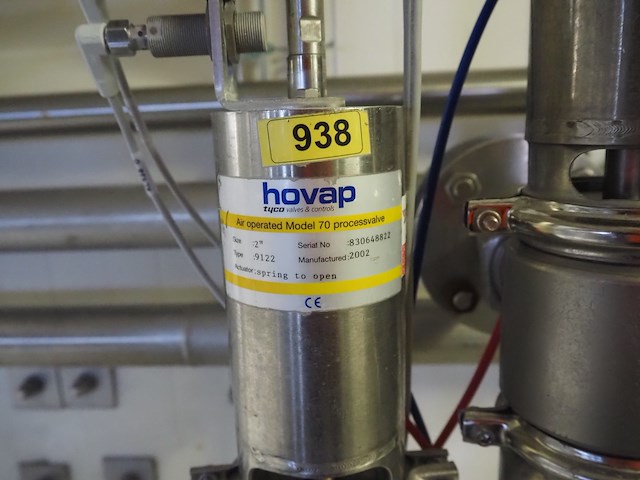 938
hovap
tyco valves & controls
Air operated Model 70 processvalve
Size :2" Serial No :830648822
Type :9122 Manufactured :2002
Actuator :spring to open
CE